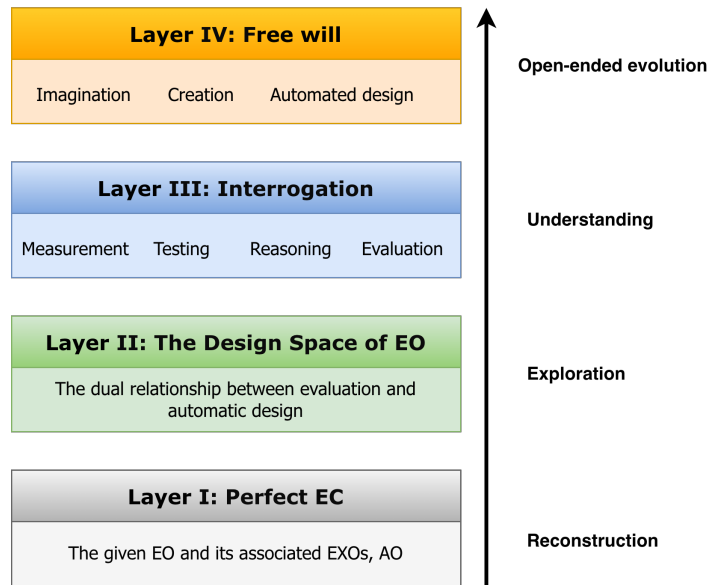 Layer IV: Free will
Imagination Creation Automated design
Open-ended evolution
Layer III: Interrogation
Measurement Testing Reasoning Evaluation
Understanding
Layer II: The Design Space of EO
The dual relationship between evaluation and
automatic design
Exploration
Layer I: Perfect EC
The given EO and its associated EXOs, AO
Reconstruction